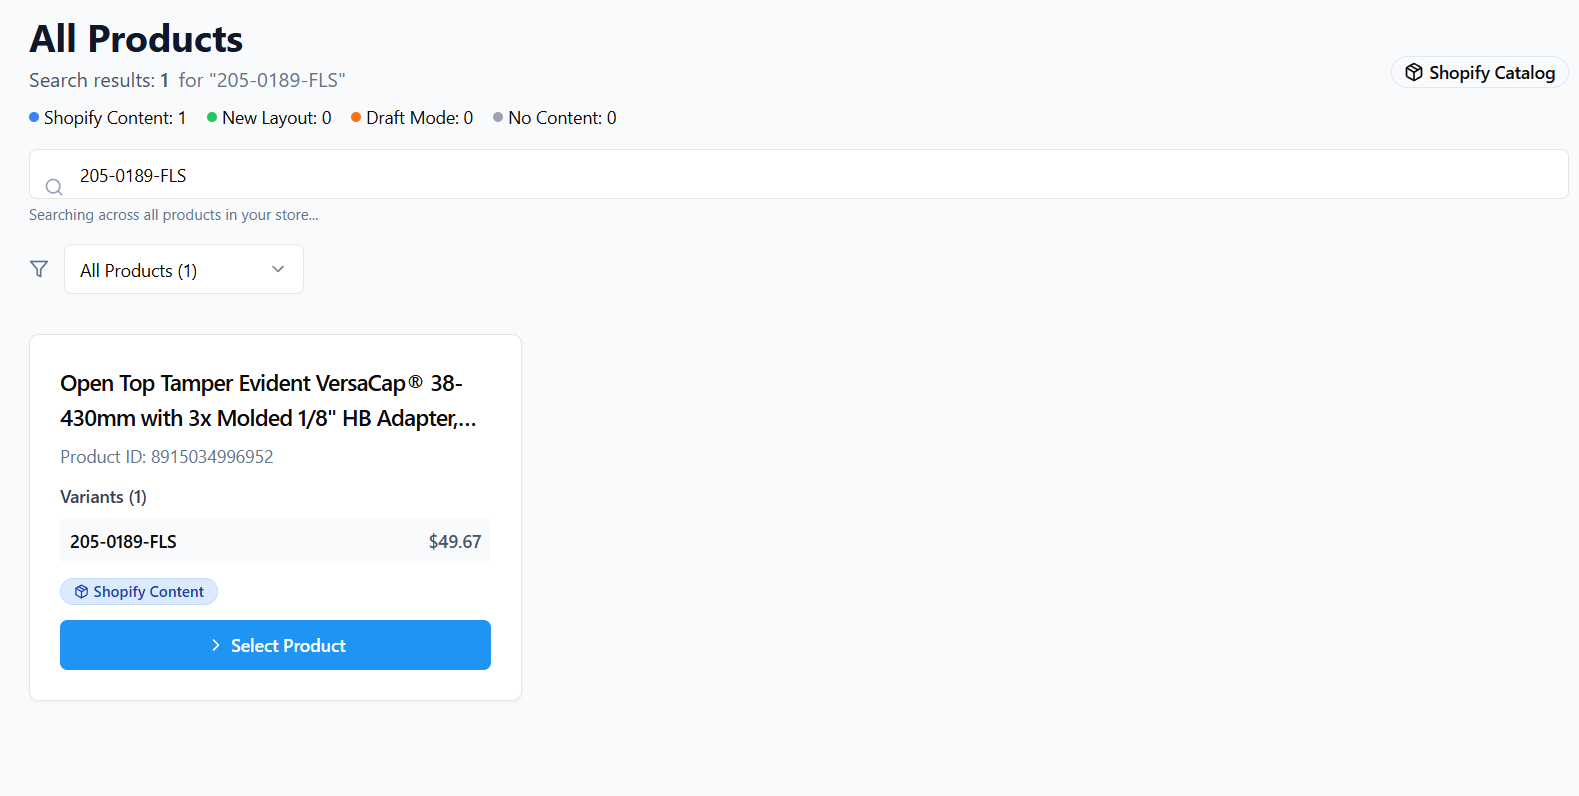 All Products
Search results: 1 for "205-0189-FLS"
Shopify Catalog
Shopify Content: 1 New Layout: 0 Draft Mode: 0 No Content: 0
205-0189-FLS
Searching across all products in your store...
All Products (1)
Open Top Tamper Evident VersaCap® 38-
430mm with 3x Molded 1/8" HB Adapter,...
Product ID: 8915034996952
Variants (1)
205-0189-FLS $49.67
Shopify Content
Select Product